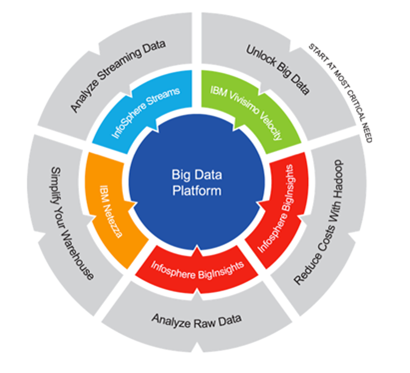 Analyze Streaming Data
Unlock Big Data
START AT MOST CRITICAL NEED
InfoSphere Streams
IBM Vivisimo Velocity
Big Data
Platform
Simplify Your Warehouse
IBM Netezza
Infosphere BigInsights
Reduce Costs With Hadoop
Infosphere BigInsights
Analyze Raw Data